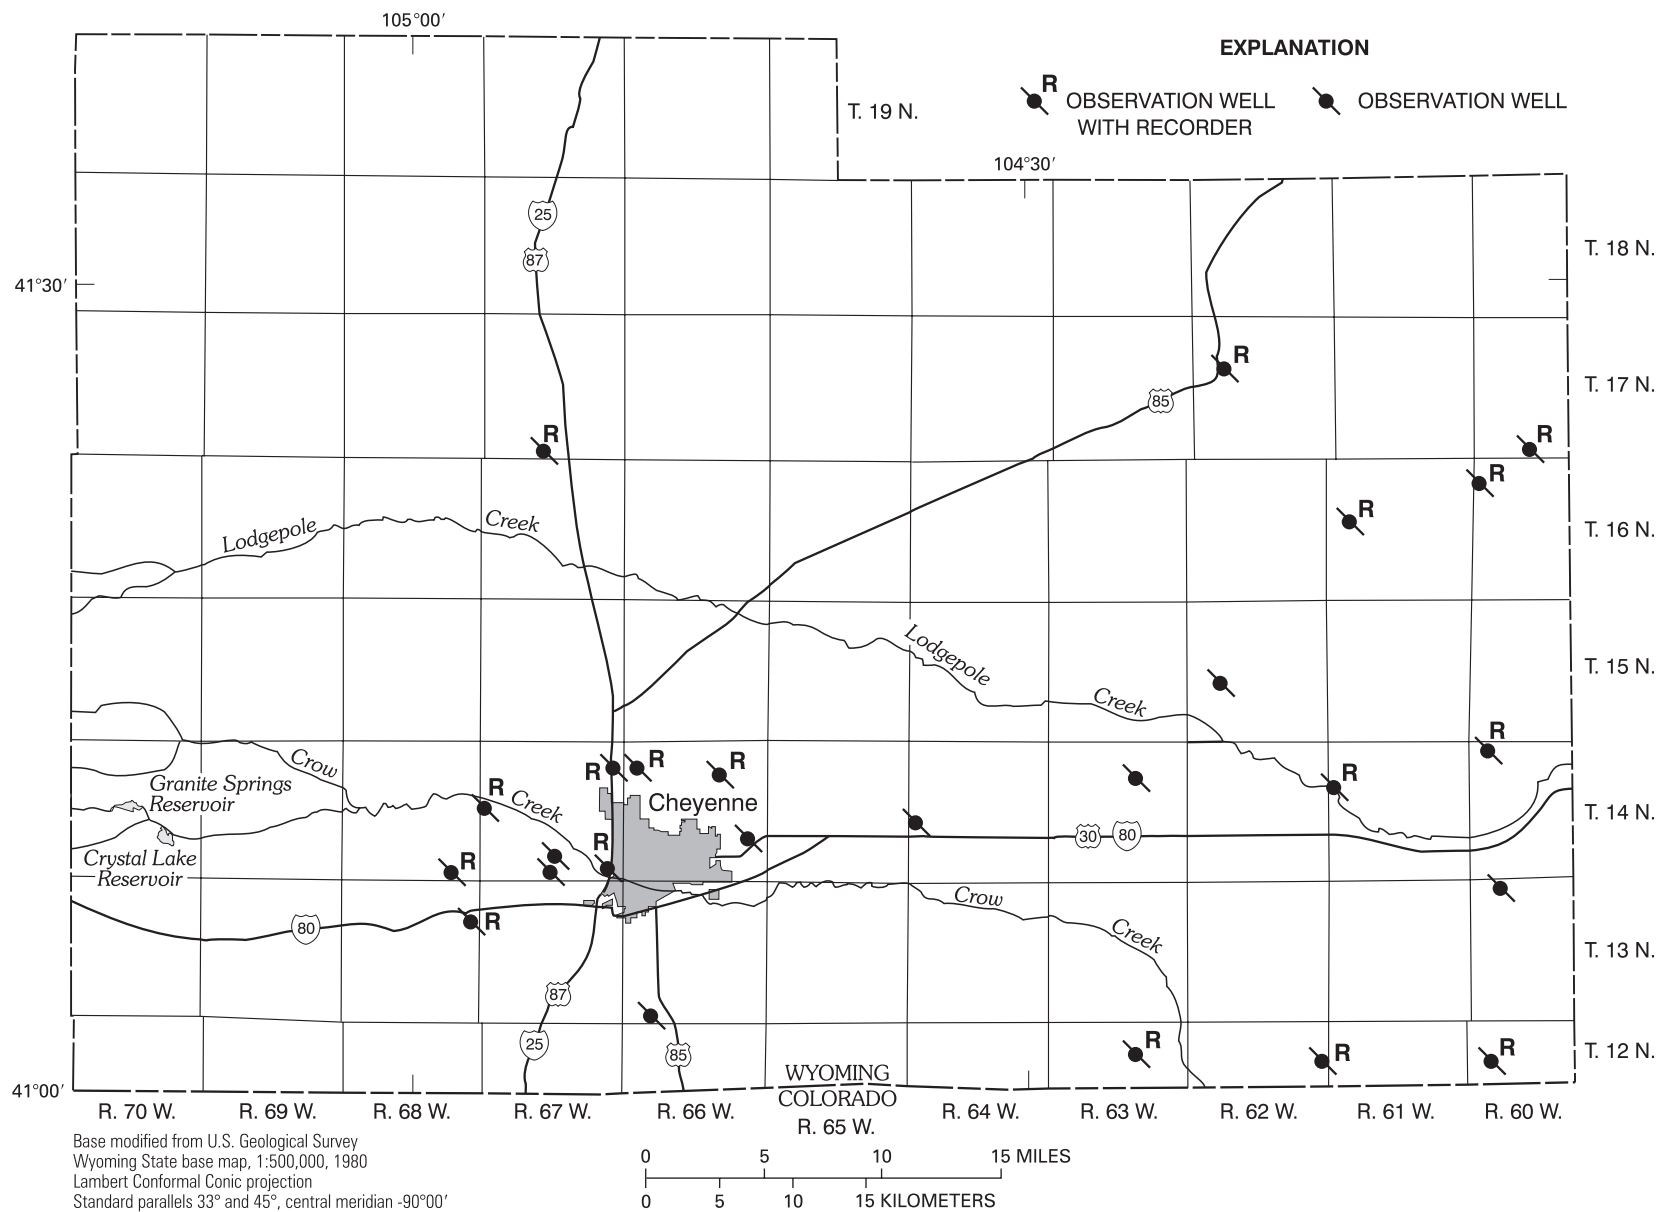 105°00′
EXPLANATION
R
OBSERVATION WELL
WITH RECORDER
OBSERVATION WELL
T. 19 N.
104°30′
25
T. 18 N.
87
41°30′
R
T. 17 N.
85
R
R
R
R
Lodgepole
Creek
T. 16 N.
Lodgepole
T. 15 N.
Creek
R
Crow
R
R
R
R
Granite Springs
Reservoir
R
Creek
Cheyenne
T. 14 N.
30
80
R
Crystal Lake
Reservoir
R
R
80
Crow
Creek
T. 13 N.
87
25
85
R
R
R
T. 12 N.
WYOMING
41°00′
COLORADO
R. 70 W.
R. 69 W.
R. 68 W.
R. 67 W.
R. 66 W.
R. 65 W.
R. 64 W.
R. 63 W.
R. 62 W.
R. 61 W.
R. 60 W.
Base modified from U.S. Geological Survey
Wyoming State base map, 1:500,000, 1980
Lambert Conformal Conic projection
Standard parallels 33° and 45°, central meridian -90°00′
0 5 10 15 MILES
0 5 10 15 KILOMETERS